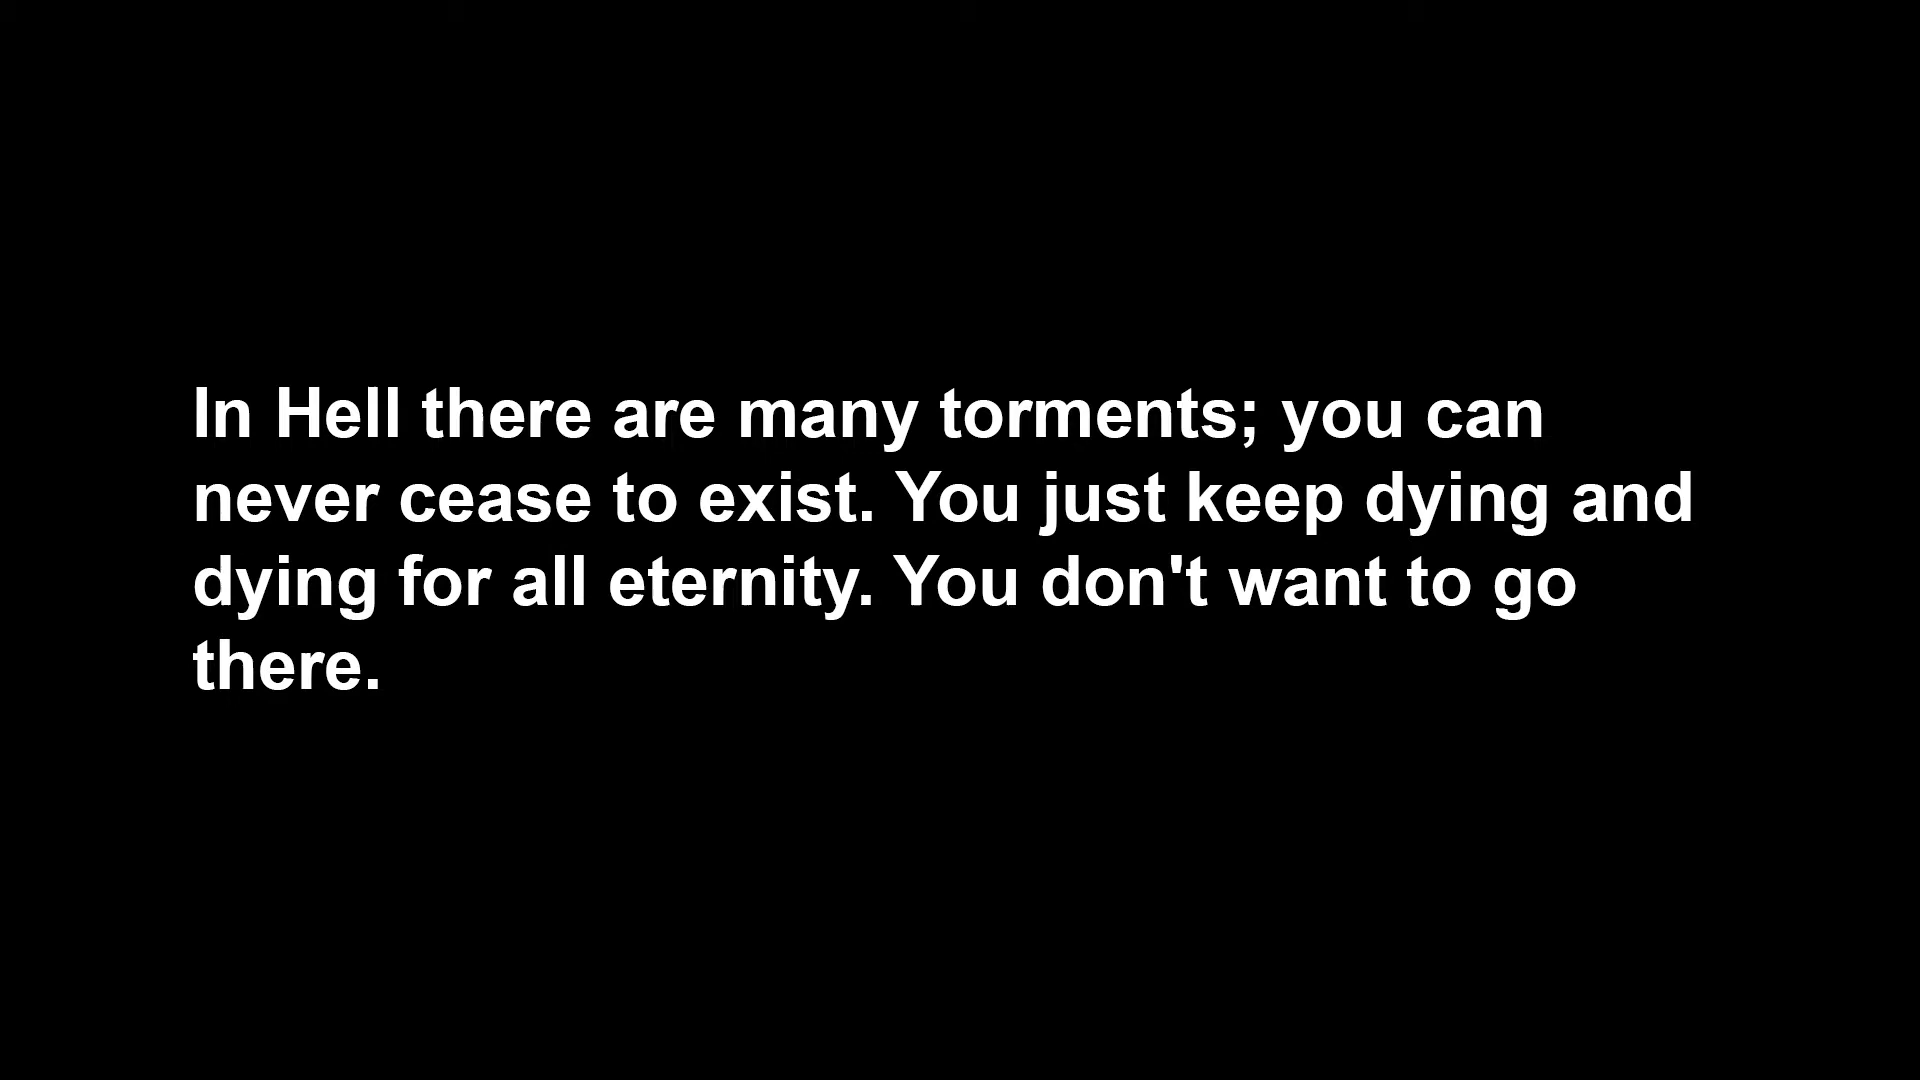 In Hell there are many torments; you can
never cease to exist. You just keep dying and
dying for all eternity. You don't want to go
there.